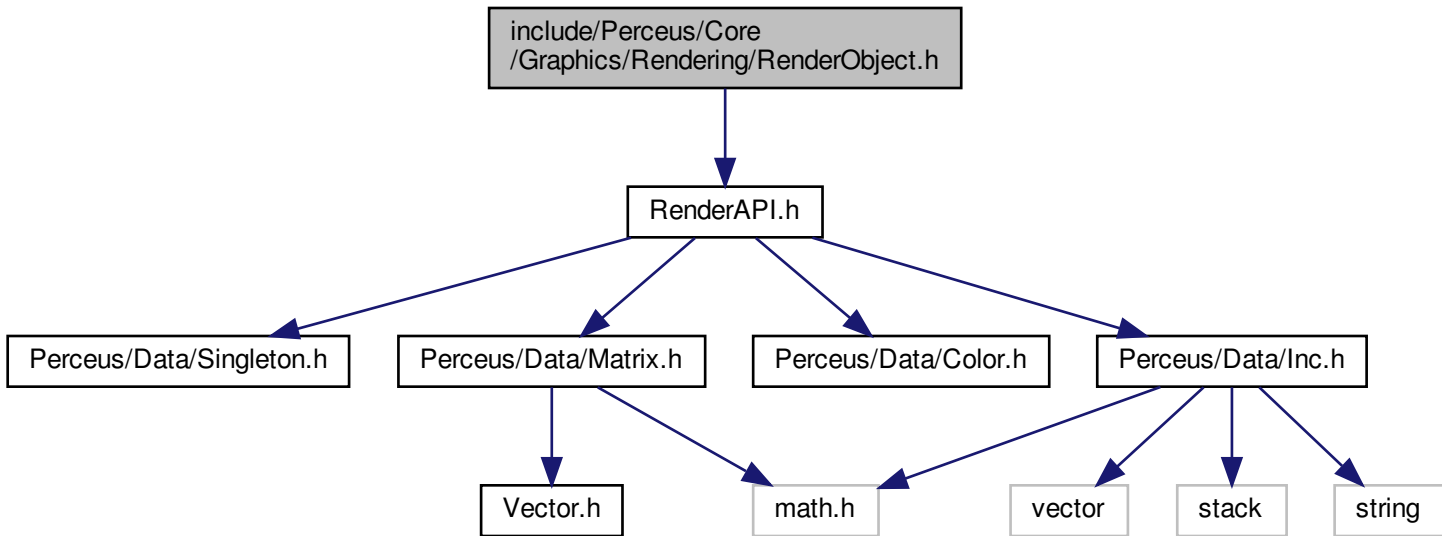 include/Perceus/Core
/Graphics/Rendering/RenderObject.h
RenderAPI.h
Perceus/Data/Singleton.h
Perceus/Data/Matrix.h
Perceus/Data/Color.h
Perceus/Data/Inc.h
Vector.h
math.h
vector
stack
string